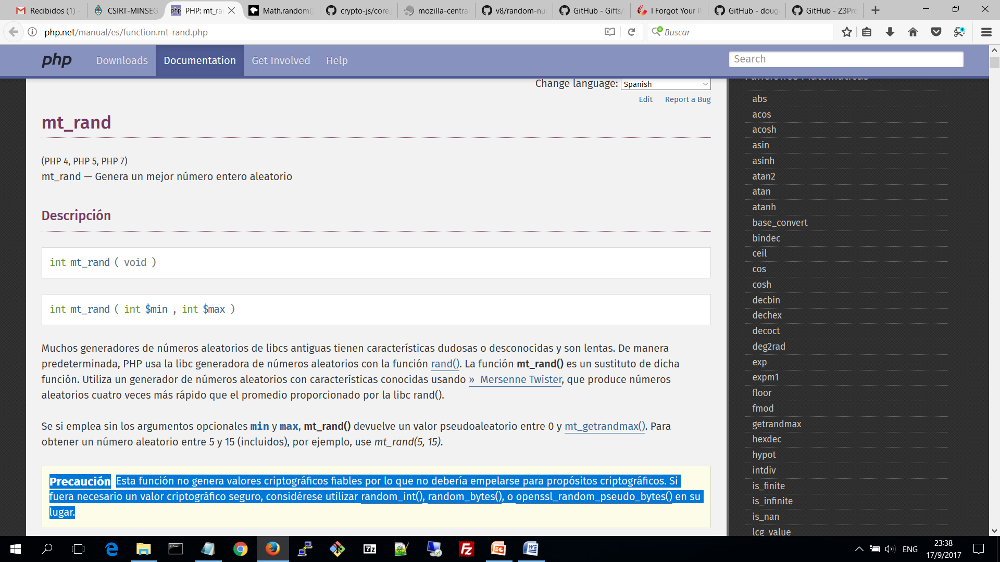 Recibidos (1) -
CSIRT-MINSEG
PHP: mt_ra
Math.random()
crypto-js/core.
mozilla-centra
v8/random-nu
GitHub - Gifts/
I Forgot Your P
GitHub - doug
GitHub - Z3Pro
php.net/manual/es/function.mt-rand.php
Buscar
php
Downloads
Documentation
Get Involved
Help
Search
Change language: Spanish
Edit
Report a Bug
mt_rand
(PHP 4, PHP 5, PHP 7)
mt_rand — Genera un mejor número entero aleatorio
Descripción
int mt_rand ( void )
int mt_rand ( int $min , int $max )
Muchos generadores de números aleatorios de libcs antiguas tienen características dudosas o desconocidas y son lentas. De manera
predeterminada, PHP usa la libc generadora de números aleatorios con la función rand(). La función mt_rand() es un sustituto de dicha
función. Utiliza un generador de números aleatorios con características conocidas usando » Mersenne Twister, que produce números
aleatorios cuatro veces más rápido que el promedio proporcionado por la libc rand().
Se si emplea sin los argumentos opcionales min y max, mt_rand() devuelve un valor pseudoaleatorio entre 0 y mt_getrandmax(). Para
obtener un número aleatorio entre 5 y 15 (incluidos), por ejemplo, use mt_rand(5, 15).
Precaución Esta función no genera valores criptográficos fiables por lo que no debería empelarse para propósitos criptográficos. Si
fuera necesario un valor criptográfico seguro, considérese utilizar random_int(), random_bytes(), o openssl_random_pseudo_bytes() en su
lugar.
Funciones Matemáticas
abs
acos
acosh
asin
asinh
atan2
atan
atanh
base_convert
bindec
ceil
cos
cosh
decbin
dechex
decoct
deg2rad
exp
expm1
floor
fmod
getrandmax
hexdec
hypot
intdiv
is_finite
is_infinite
is_nan
lcg_value
7z
Fz
ENG
23:38
17/9/2017